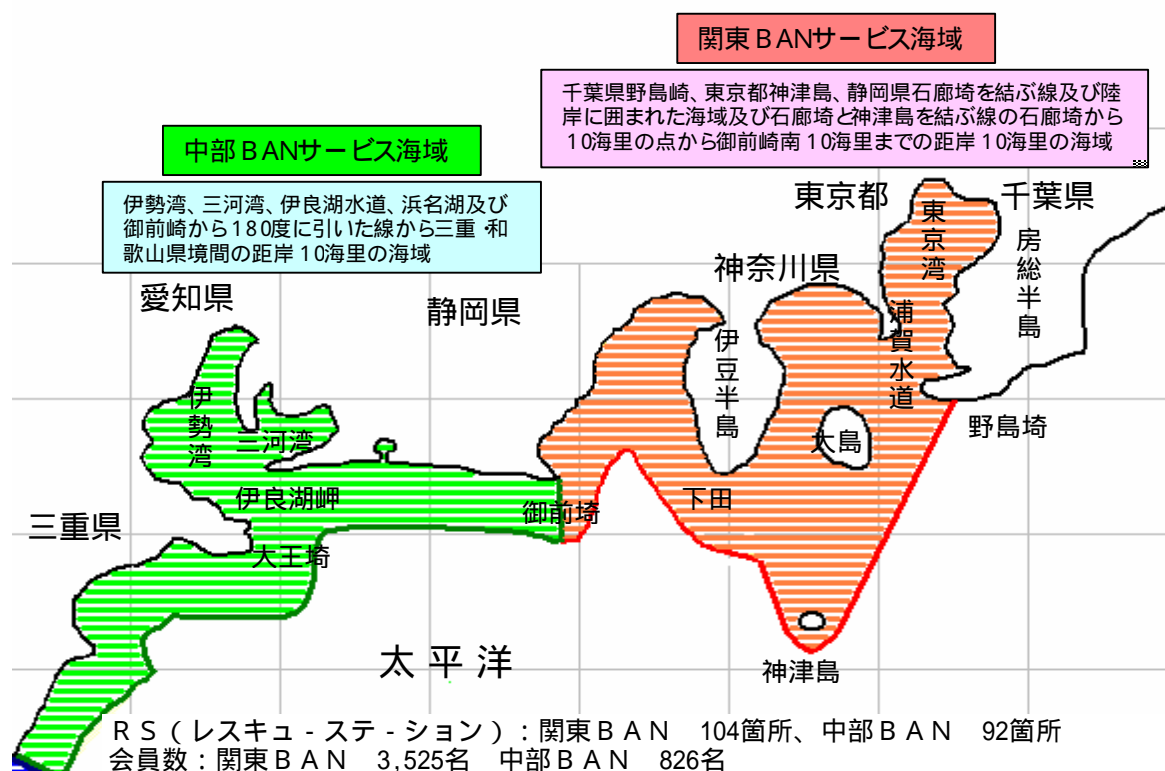 関東BANサービス海域
千葉県野島崎、東京都神津島、静岡県石廊埼を結ぶ線及び陸
岸に囲まれた海域及び石廊埼と神津島を結ぶ線の石廊埼から
10海里の点から御前崎南10海里までの距岸10海里の海域
中部BANサービス海域
伊勢湾、三河湾、伊良湖水道、浜名湖及び
御前崎から180度に引いた線から三重・和
歌山県境間の距岸10海里の海域
東京都
千葉県
東京湾
房総半島
神奈川県
愛知県
静岡県
浦賀水道
伊豆半島
伊勢湾
三河湾
大島
野島埼
伊良湖岬
御前埼
下田
三重県
大王埼
太平洋
神津島
RS(レスキュ-ステ-ション):関東BAN 104箇所、中部BAN 92箇所
会員数:関東BAN 3,525名 中部BAN 826名